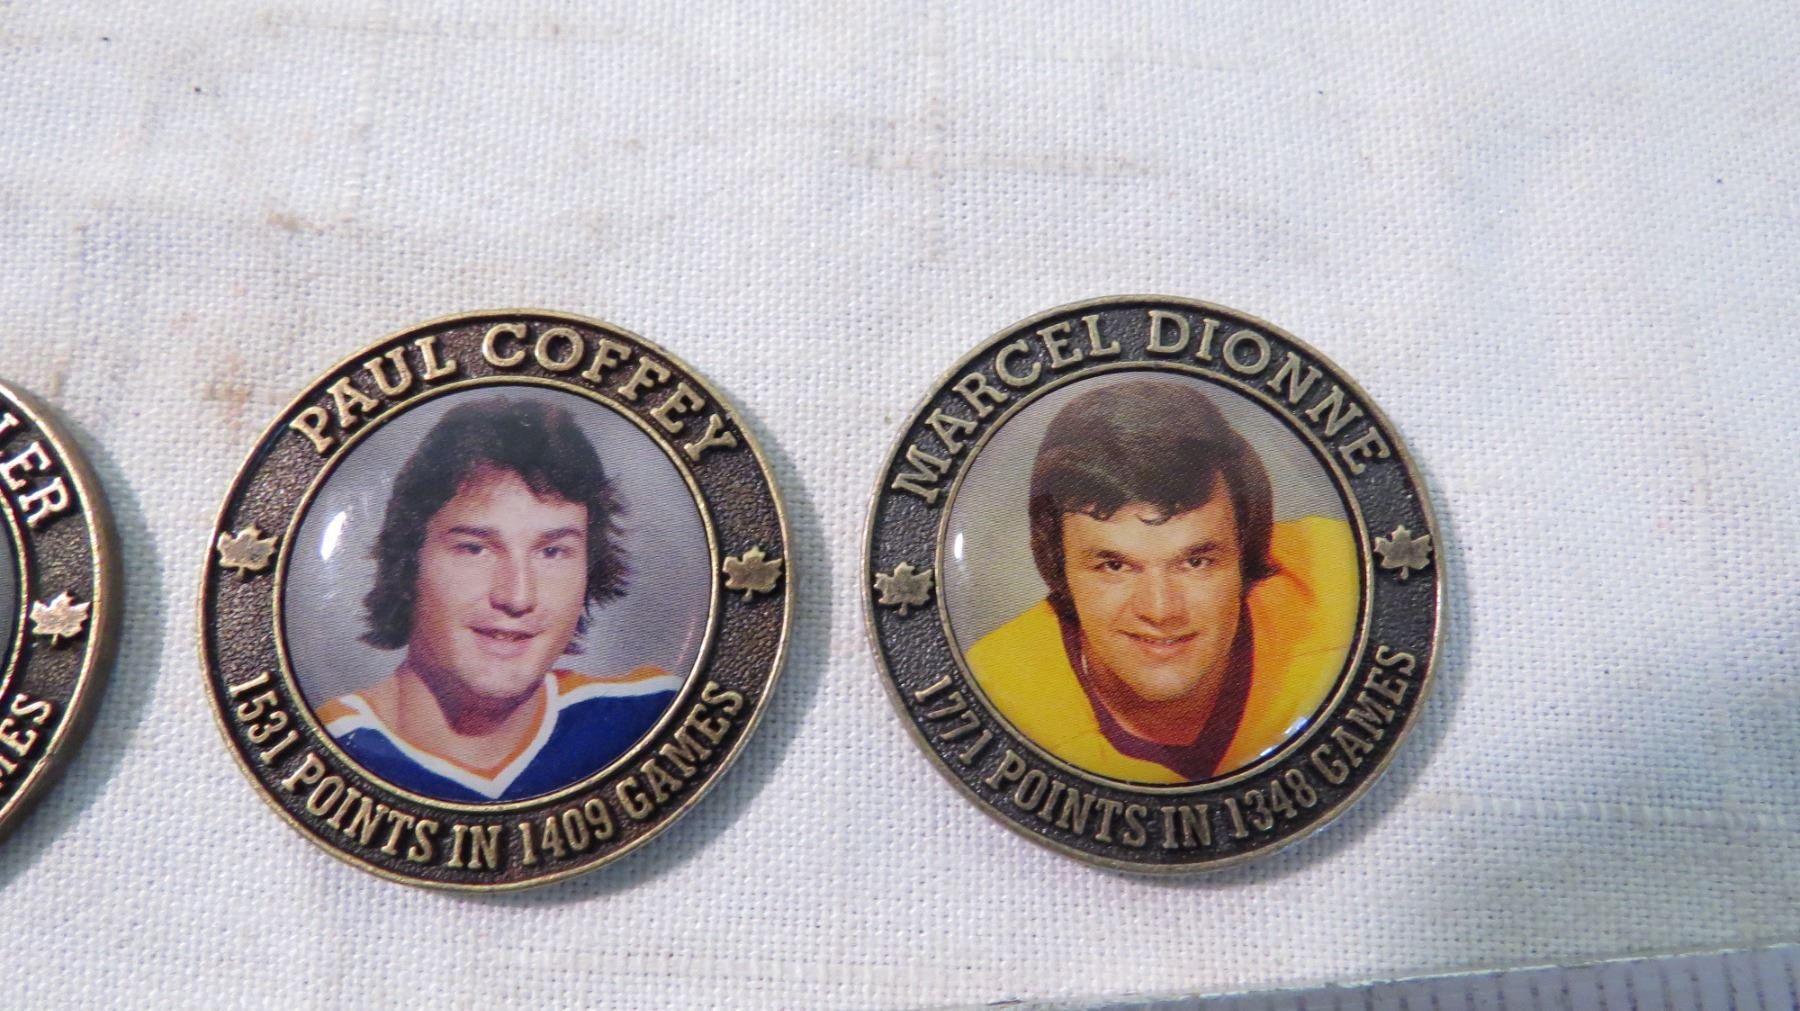 PAUL COFFEY
1531 POINTS IN 1409 GAMES
MARCEL DIONNE
1771 POINTS IN 1348 GAMES